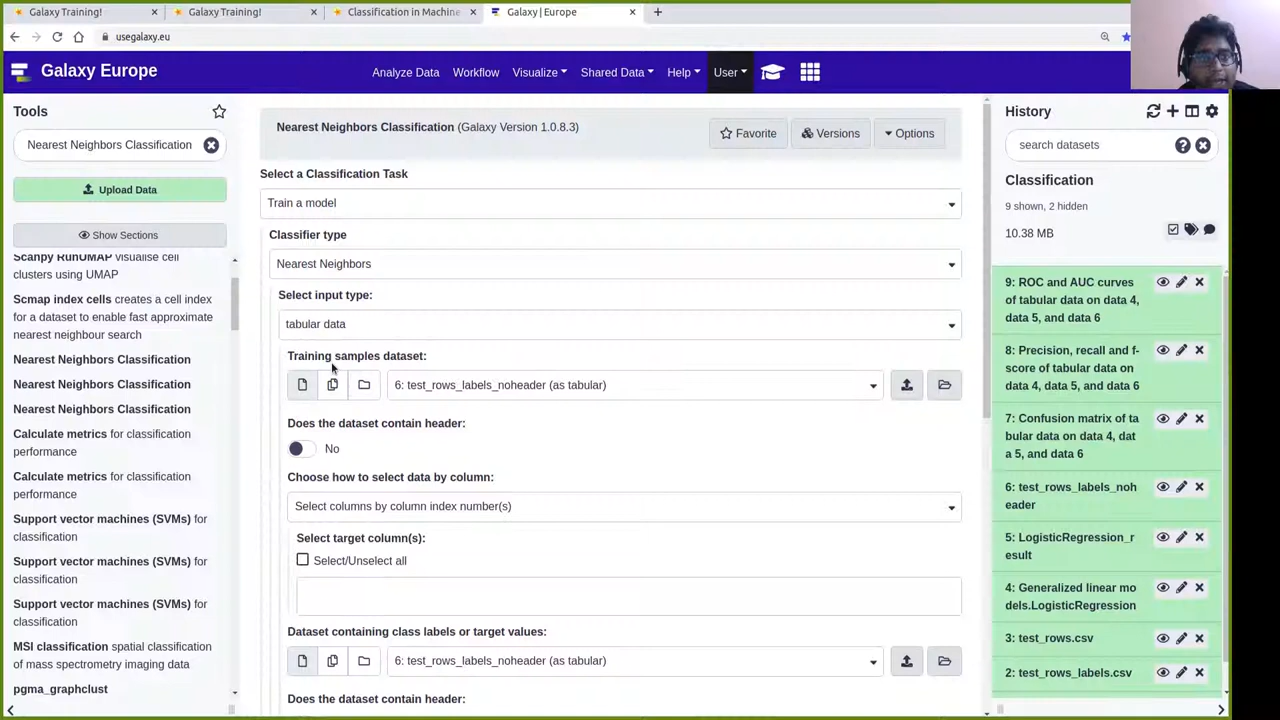 Galaxy Training!
Galaxy Training!
Classification in Machine
Galaxy | Europe
usegalaxy.eu
Galaxy Europe
Analyze Data
Workflow
Visualize
Shared Data
Help
User
Tools
Nearest Neighbors Classification
Upload Data
Show Sections
Scanpy RunUMAP visualise cell
clusters using UMAP
Scmap index cells creates a cell index
for a dataset to enable fast approximate
nearest neighbour search
Nearest Neighbors Classification
Nearest Neighbors Classification
Nearest Neighbors Classification
Calculate metrics for classification
performance
Calculate metrics for classification
performance
Support vector machines (SVMs) for
classification
Support vector machines (SVMs) for
classification
Support vector machines (SVMs) for
classification
MSI classification spatial classification
of mass spectrometry imaging data
pgma_graphclust
Nearest Neighbors Classification (Galaxy Version 1.0.8.3)
Favorite
Versions
Options
Select a Classification Task
Train a model
Classifier type
Nearest Neighbors
Select input type:
tabular data
Training samples dataset:
6: test_rows_labels_noheader (as tabular)
Does the dataset contain header:
No
Choose how to select data by column:
Select columns by column index number(s)
Select target column(s):
Select/Unselect all
Dataset containing class labels or target values:
6: test_rows_labels_noheader (as tabular)
Does the dataset contain header:
History
search datasets
Classification
9 shown, 2 hidden
10.38 MB
9: ROC and AUC curves
of tabular data on data 4,
data 5, and data 6
8: Precision, recall and f-
score of tabular data on
data 4, data 5, and data 6
7: Confusion matrix of ta
bular data on data 4, dat
a 5, and data 6
6: test_rows_labels_noh
eader
5: LogisticRegression_r
esult
4: Generalized linear mo
dels.LogisticRegression
3: test_rows.csv
2: test_rows_labels.csv